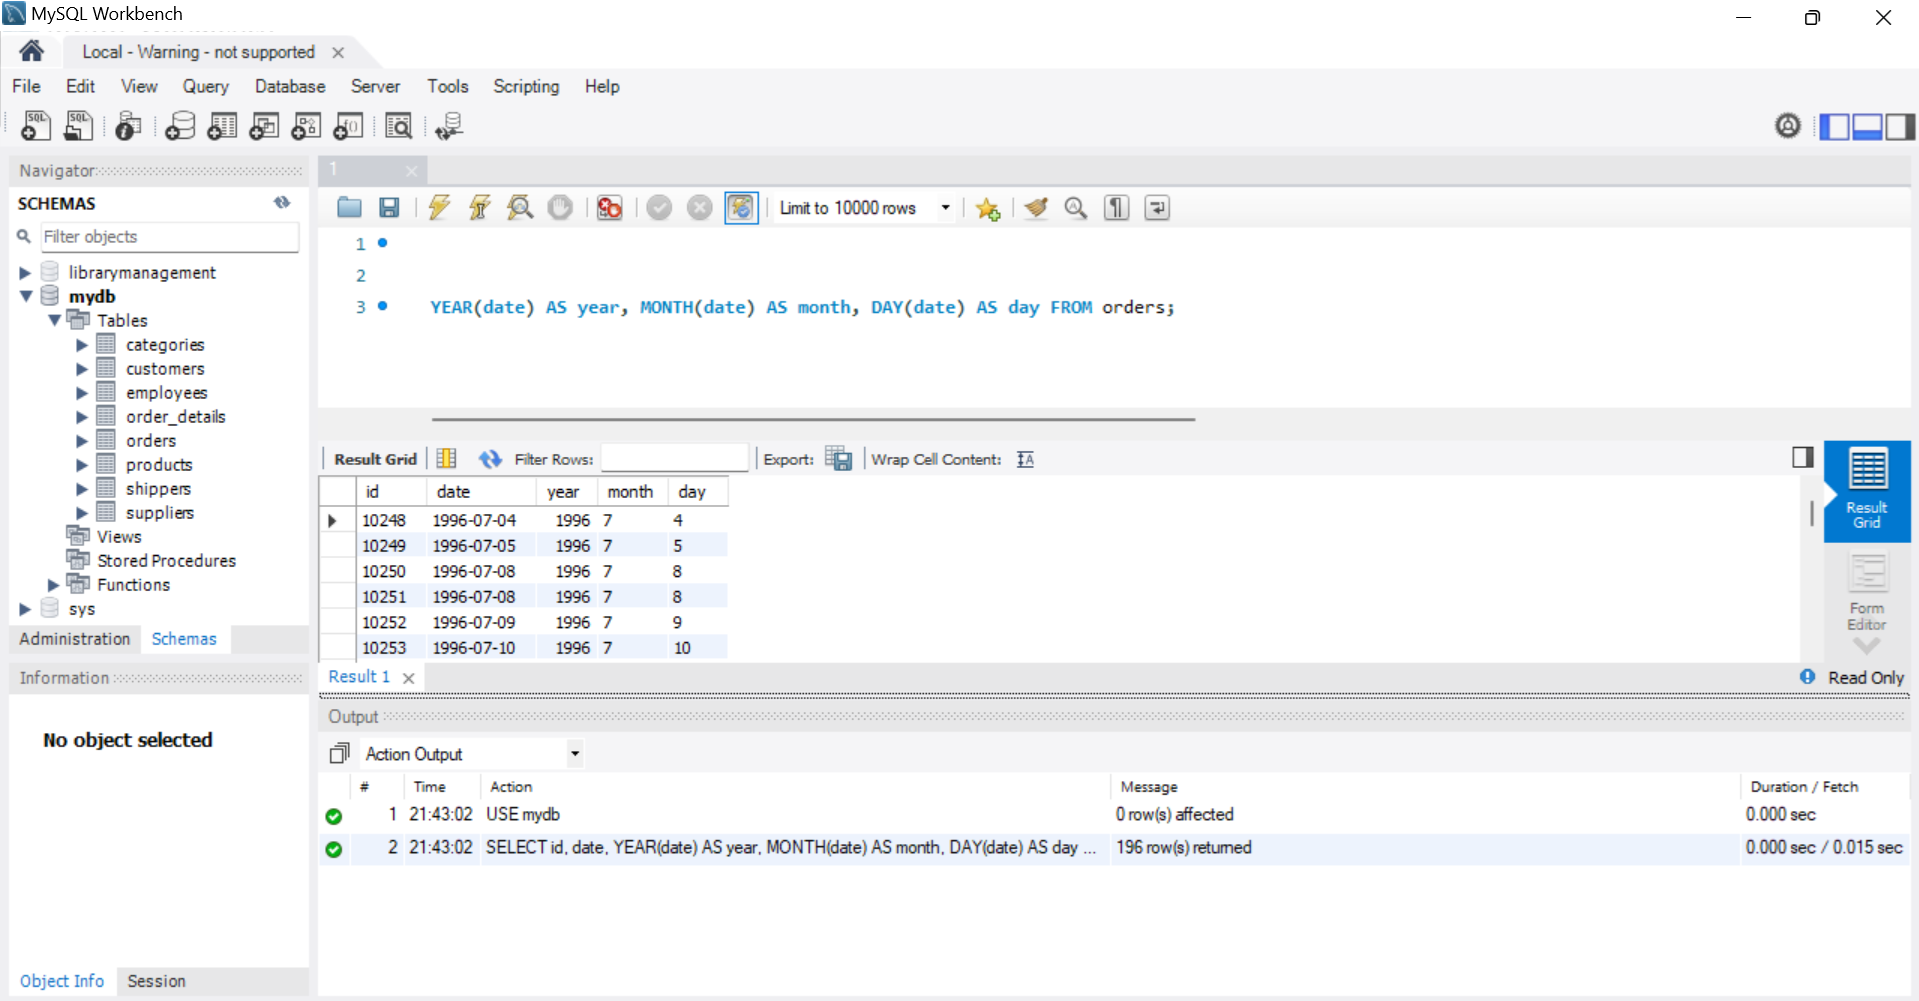 MySQL Workbench
Local - Warning - not supported
File Edit View Query Database Server Tools Scripting Help
Navigator
SCHEMAS
Filter objects
librarymanagement
mydb
Tables
categories
customers
employees
order_details
orders
products
shippers
suppliers
Views
Stored Procedures
Functions
sys
Administration Schemas
Information
No object selected
Object Info Session
1
Limit to 10000 rows
1
2
3 YEAR(date) AS year, MONTH(date) AS month, DAY(date) AS day FROM orders;
Result Grid Filter Rows: Export: Wrap Cell Content:
id date year month day
10248 1996-07-04 1996 7 4
10249 1996-07-05 1996 7 5
10250 1996-07-08 1996 7 8
10251 1996-07-08 1996 7 8
10252 1996-07-09 1996 7 9
10253 1996-07-10 1996 7 10
Result
Grid
Form
Editor
Result 1 Read Only
Output
Action Output
# Time Action Message Duration / Fetch
1 21:43:02 USE mydb 0 row(s) affected 0.000 sec
2 21:43:02 SELECT id, date, YEAR(date) AS year, MONTH(date) AS month, DAY(date) AS day ... 196 row(s) returned 0.000 sec / 0.015 sec